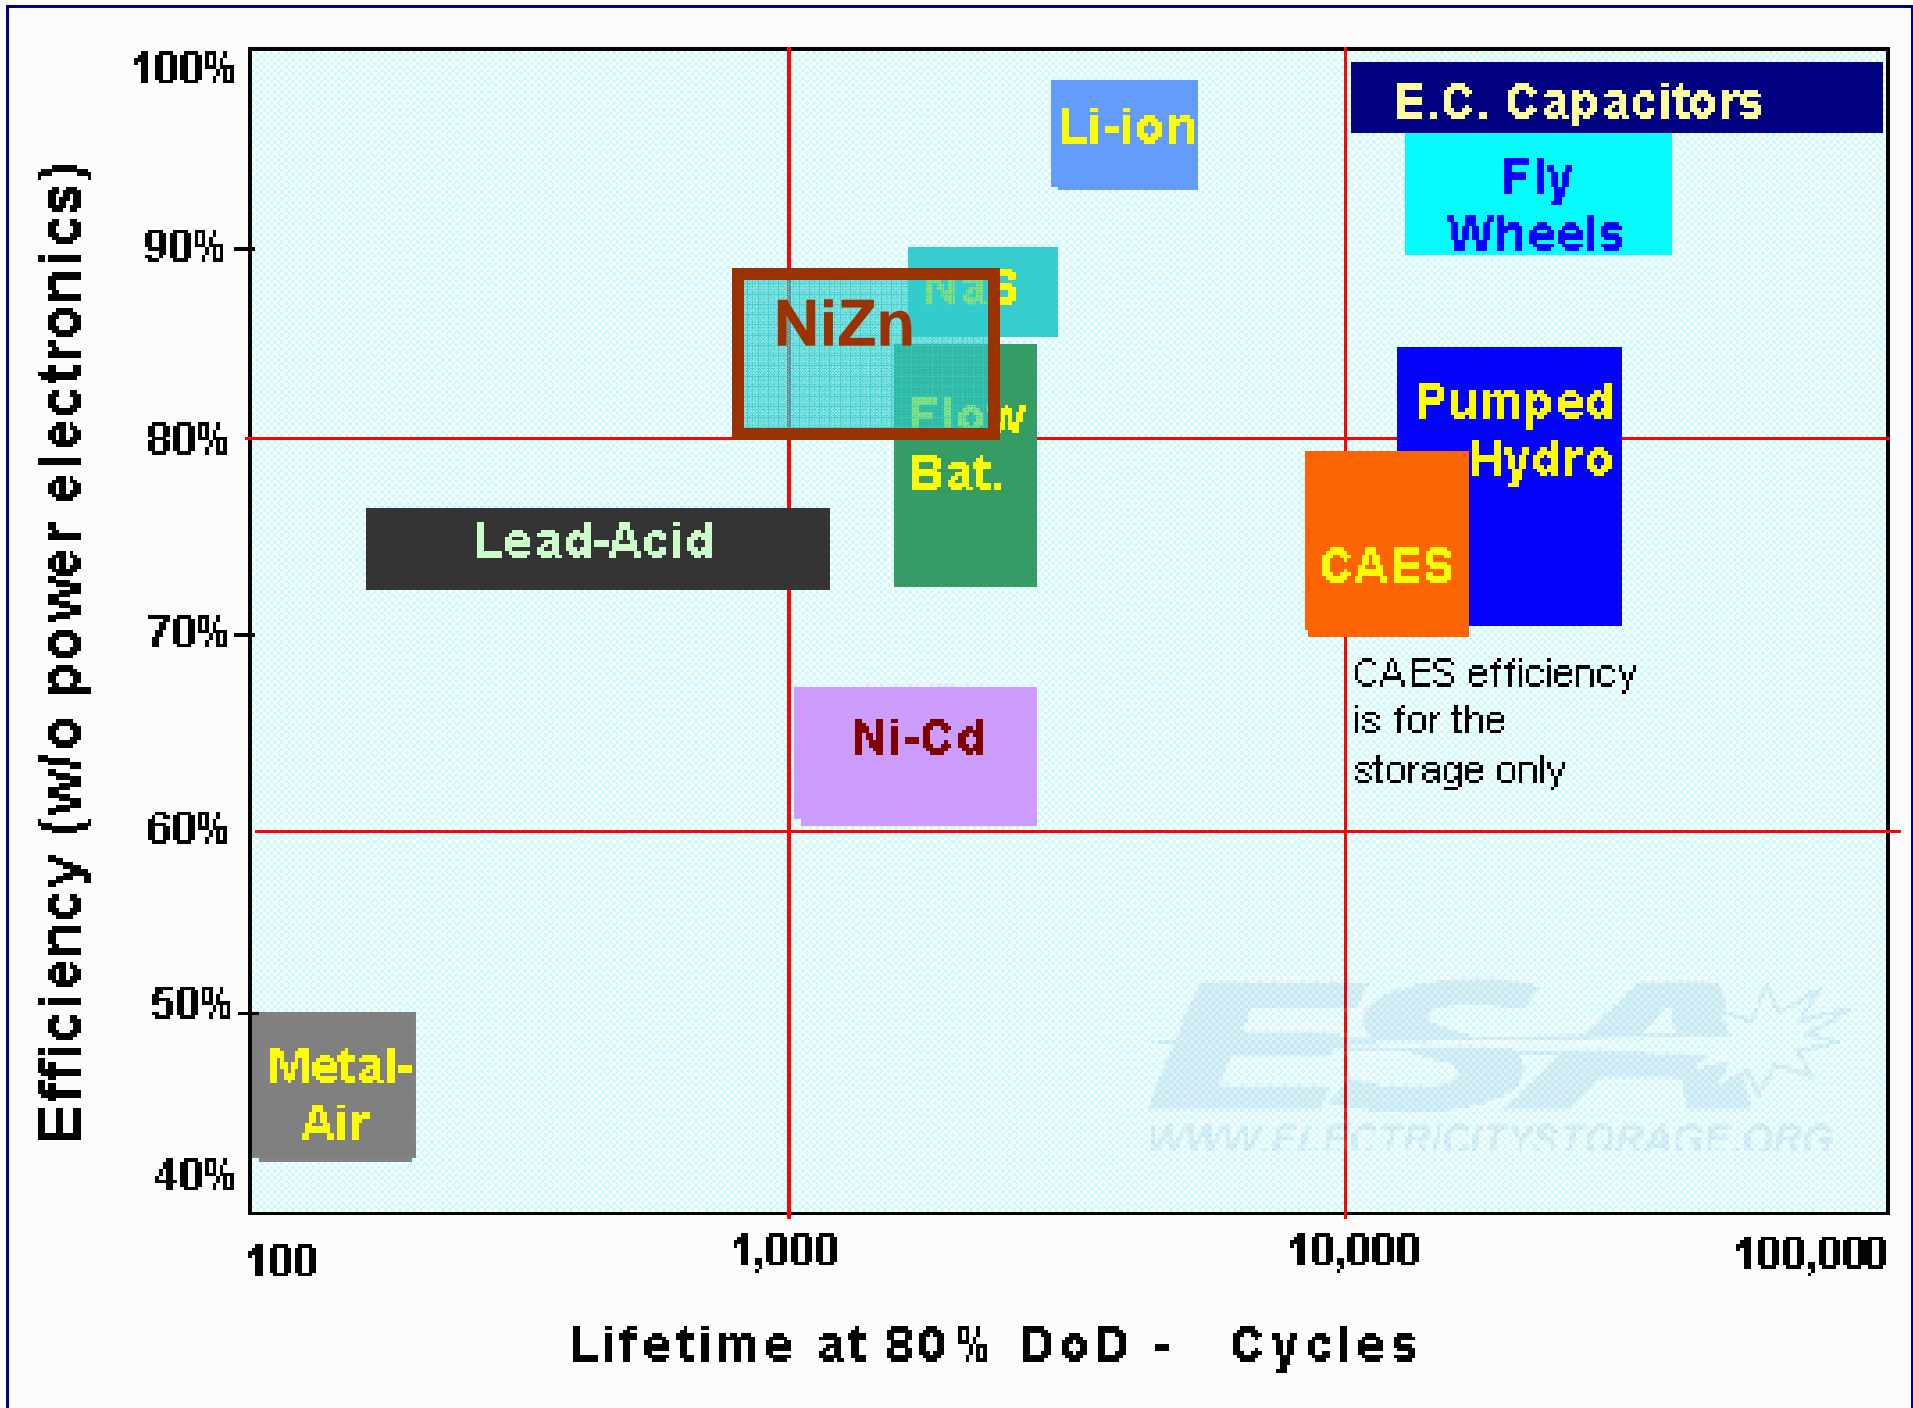 100%
90%
80%
70%
60%
50%
40%
Efficiency (w/o power electronics)
Li-ion
E.C. Capacitors
Fly
Wheels
NaS
NiZn
Flow
Bat.
Pumped
Hydro
Lead-Acid
CAES
CAES efficiency
is for the
storage only
Ni-Cd
Metal-
Air
ESA
WWW.ELECTRICITYSTORAGE.ORG
100
1,000
10,000
100,000
Lifetime at 80% DoD - Cycles